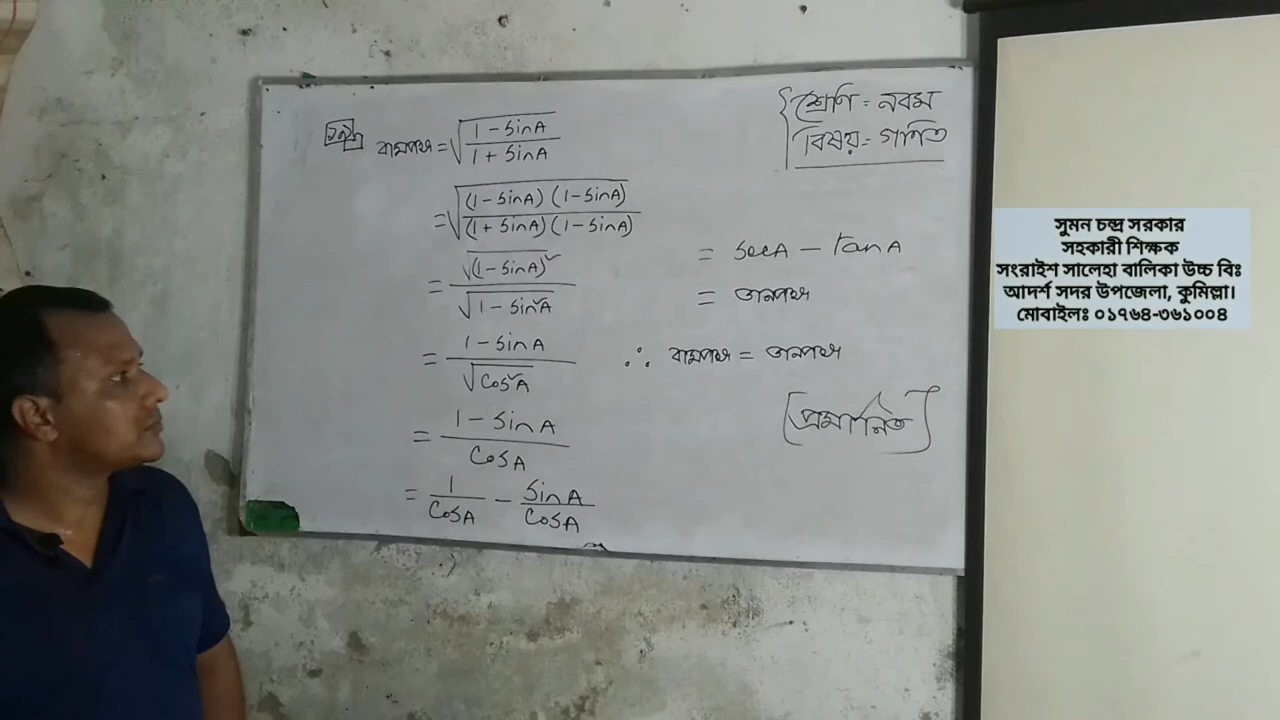 ১৯। বামপক্ষ = √((1 - SinA)/(1 + SinA))
= √((1 - SinA) (1 - SinA)/(1 + SinA) (1 - SinA))
= √(1 - SinA)²/√(1 - Sin²A)
= (1 - SinA)/√(Cos²A)
= (1 - SinA)/CosA
= 1/CosA - SinA/CosA
= SecA - tanA
= ডানপক্ষ
∴ বামপক্ষ = ডানপক্ষ
[প্রমানিত]
শ্রেণি : নবম
বিষয় : গণিত
সুমন চন্দ্র সরকার
সহকারী শিক্ষক
সংরাইশ সালেহা বালিকা উচ্চ বিঃ
আদর্শ সদর উপজেলা, কুমিল্লা।
মোবাইলঃ ০১৭৬৪-৩৬১০০৪